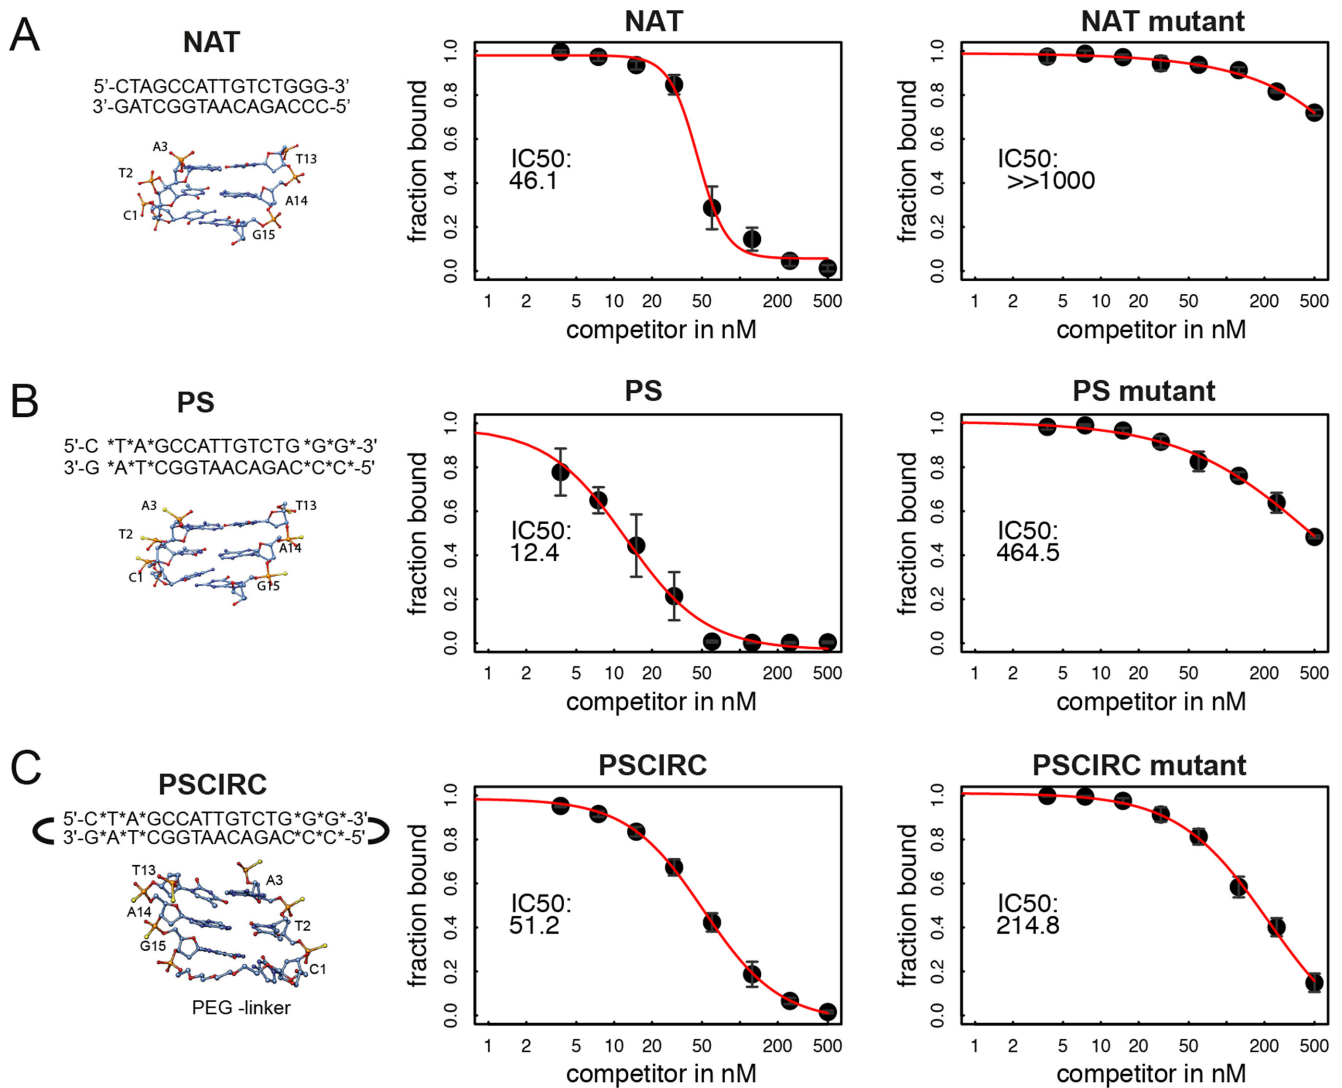 A
NAT
5'-CTAGCCATTGTCTGGG-3'
3'-GATCGGTAACAGACCC-5'
A3
T13
T2
A14
C1
G15
NAT
fraction bound
0.0 0.2 0.4 0.6 0.8 1.0
IC50:
46.1
1 2 5 10 20 50 200 500
competitor in nM
NAT mutant
fraction bound
0.0 0.2 0.4 0.6 0.8 1.0
IC50:
>>1000
1 2 5 10 20 50 200 500
competitor in nM
B
PS
5'-C *T*A*GCCATTGTCTG*G*G*-3'
3'-G *A*T*CGGTAACAGAC*C*C*-5'
A3
T13
T2
A14
C1
G15
PS
fraction bound
0.0 0.2 0.4 0.6 0.8 1.0
IC50:
12.4
1 2 5 10 20 50 200 500
competitor in nM
PS mutant
fraction bound
0.0 0.2 0.4 0.6 0.8 1.0
IC50:
464.5
1 2 5 10 20 50 200 500
competitor in nM
C
PSCIRC
5'-C*T*A*GCCATTGTCTG*G*G*-3'
3'-G*A*T*CGGTAACAGAC*C*C*-5'
T13
A3
A14
T2
G15
C1
PEG -linker
PSCIRC
fraction bound
0.0 0.2 0.4 0.6 0.8 1.0
IC50:
51.2
1 2 5 10 20 50 200 500
competitor in nM
PSCIRC mutant
fraction bound
0.0 0.2 0.4 0.6 0.8 1.0
IC50:
214.8
1 2 5 10 20 50 200 500
competitor in nM